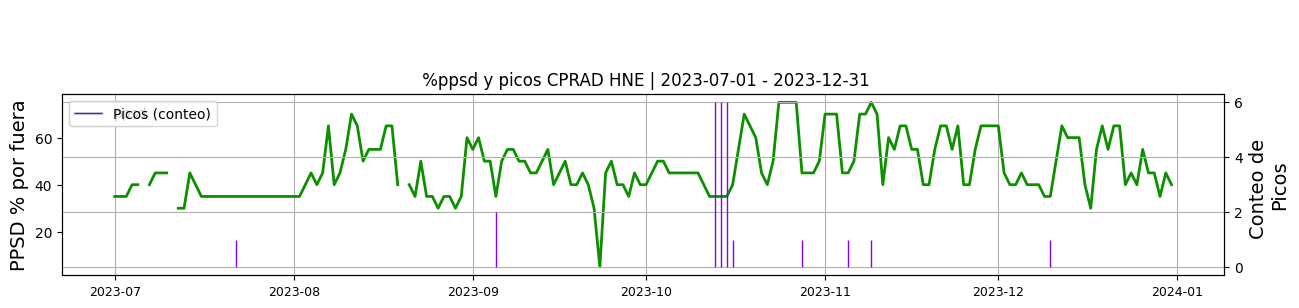 %ppsd y picos CPRAD HNE | 2023-07-01 - 2023-12-31
PPSD % por fuera
60
40
20
Picos (conteo)
6
4
2
0
Conteo de
Picos
2023-07
2023-08
2023-09
2023-10
2023-11
2023-12
2024-01